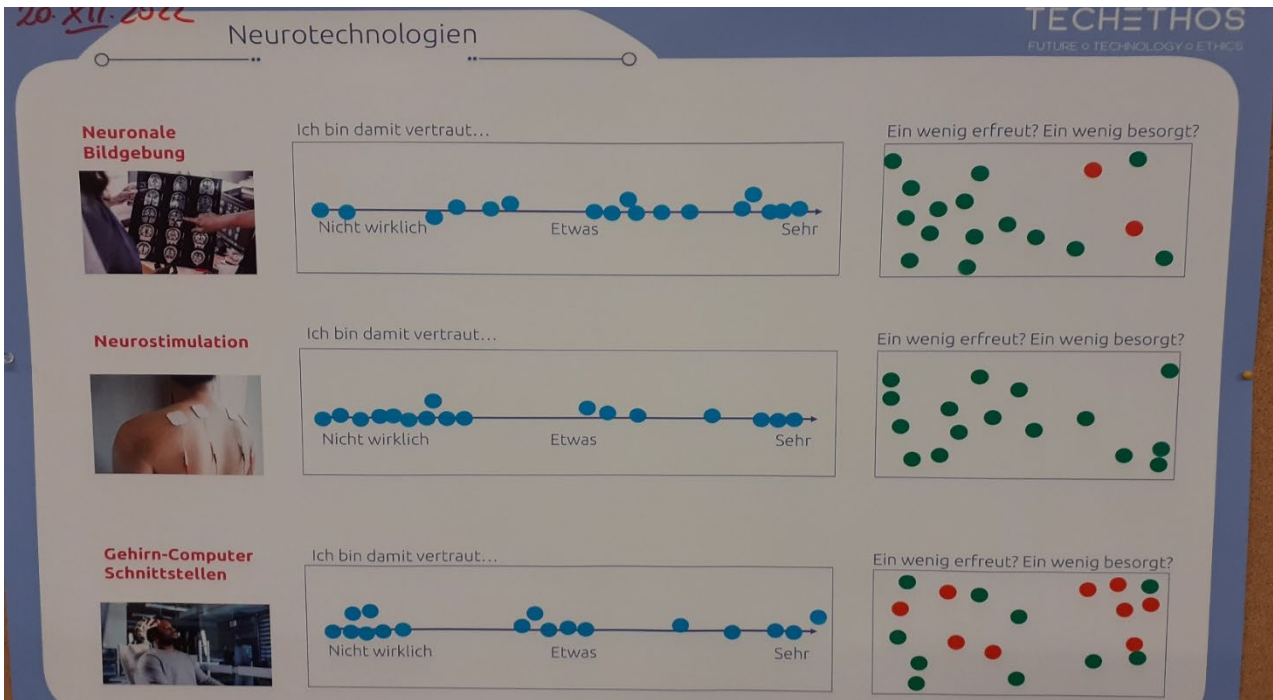 20. XII. 2022
Neurotechnologien
TECHETHOS
FUTURE TECHNOLOGY ETHICS
Neuronale
Bildgebung
Ich bin damit vertraut...
Nicht wirklich
Etwas
Sehr
Ein wenig erfreut? Ein wenig besorgt?
Neurostimulation
Ich bin damit vertraut...
Nicht wirklich
Etwas
Sehr
Ein wenig erfreut? Ein wenig besorgt?
Gehirn-Computer
Schnittstellen
Ich bin damit vertraut...
Nicht wirklich
Etwas
Sehr
Ein wenig erfreut? Ein wenig besorgt?